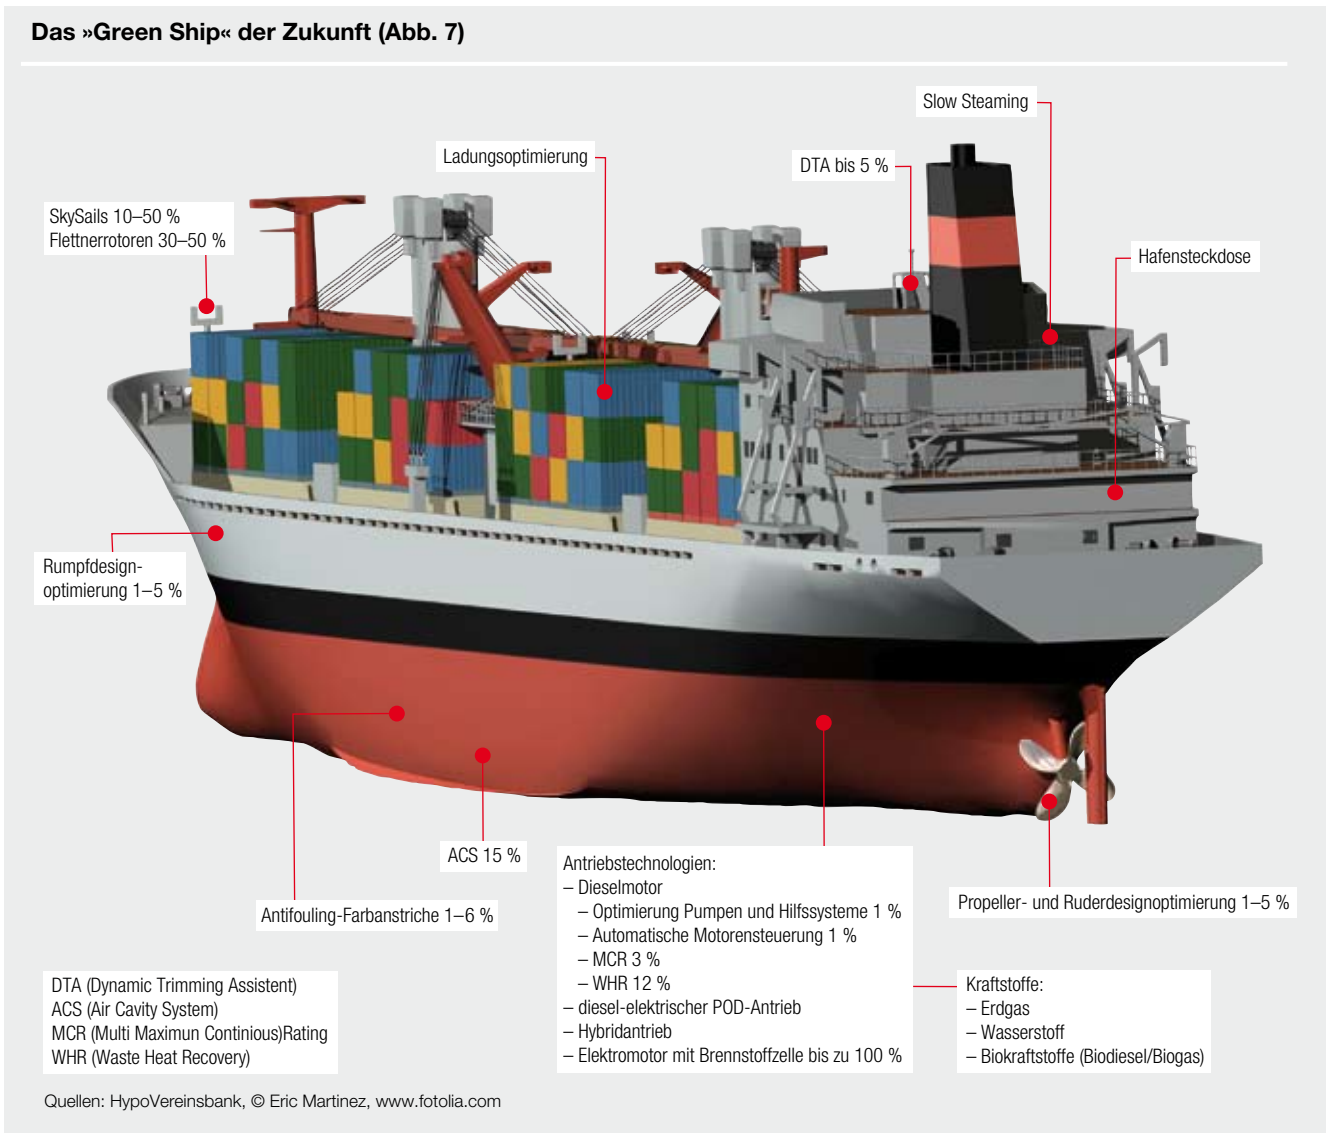 Das »Green Ship« der Zukunft (Abb. 7)
Slow Steaming
Ladungsoptimierung
DTA bis 5 %
SkySails 10–50 %
Flettnerrotoren 30–50 %
Hafensteckdose
Rumpfdesign-
optimierung 1–5 %
ACS 15 %
Antifouling-Farbanstriche 1–6 %
Antriebstechnologien:
– Dieselmotor
– Optimierung Pumpen und Hilfssysteme 1 %
– Automatische Motorensteuerung 1 %
– MCR 3 %
– WHR 12 %
– diesel-elektrischer POD-Antrieb
– Hybridantrieb
– Elektromotor mit Brennstoffzelle bis zu 100 %
Propeller- und Ruderdesignoptimierung 1–5 %
Kraftstoffe:
– Erdgas
– Wasserstoff
– Biokraftstoffe (Biodiesel/Biogas)
DTA (Dynamic Trimming Assistent)
ACS (Air Cavity System)
MCR (Multi Maximun Continious)Rating
WHR (Waste Heat Recovery)
Quellen: HypoVereinsbank, © Eric Martinez, www.fotolia.com